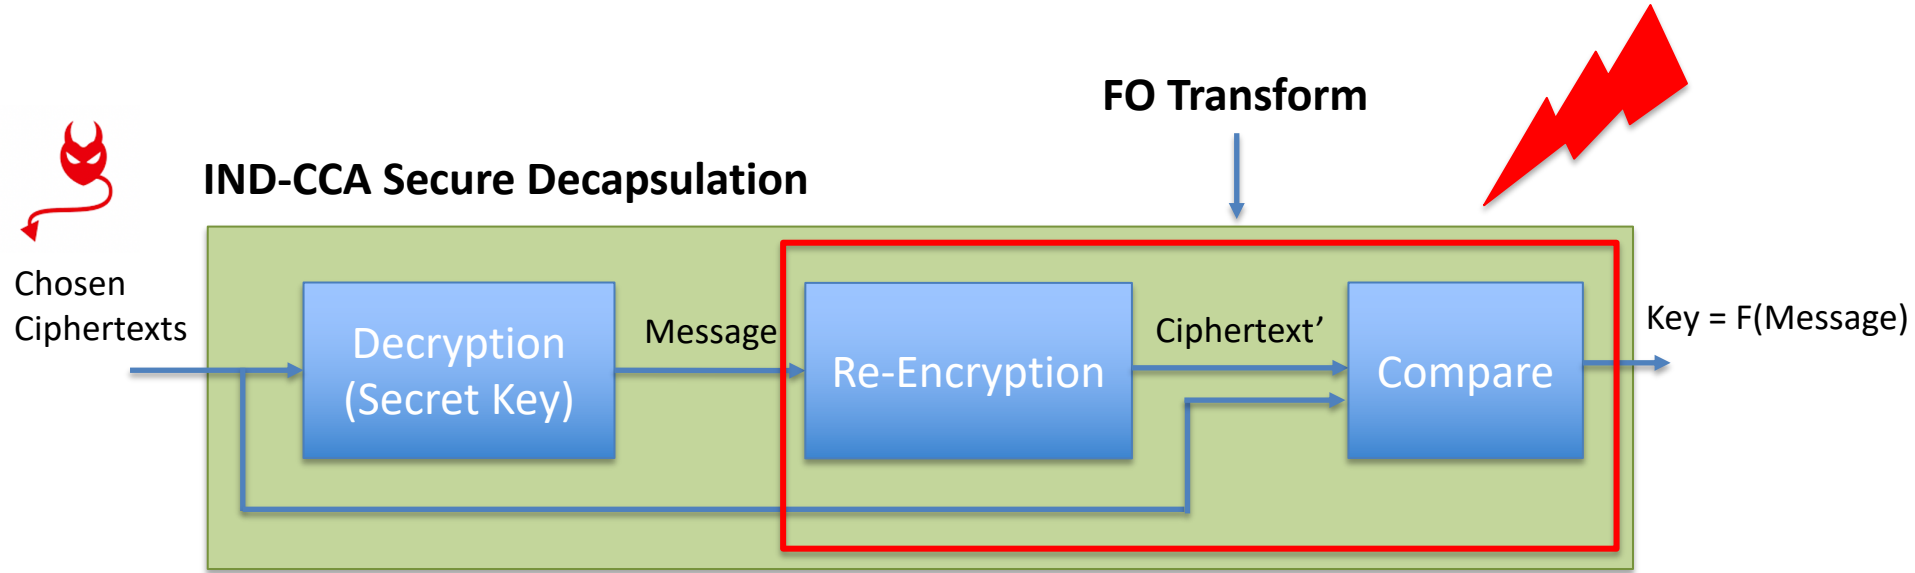 FO Transform
IND-CCA Secure Decapsulation
Chosen
Ciphertexts
Decryption
(Secret Key)
Message
Re-Encryption
Ciphertext’
Compare
Key = F(Message)